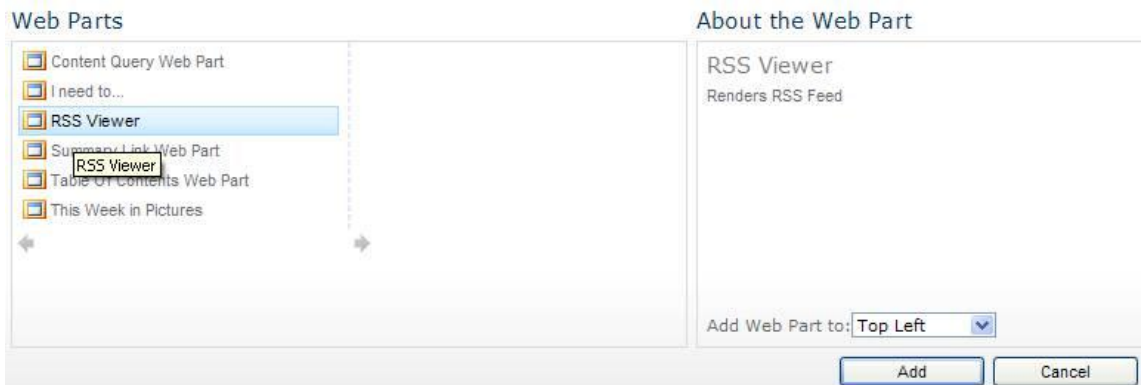 Web Parts
Content Query Web Part
I need to...
RSS Viewer
Summary Link Web Part
RSS Viewer
Table Of Contents Web Part
This Week in Pictures
About the Web Part
RSS Viewer
Renders RSS Feed
Add Web Part to: Top Left
Add Cancel